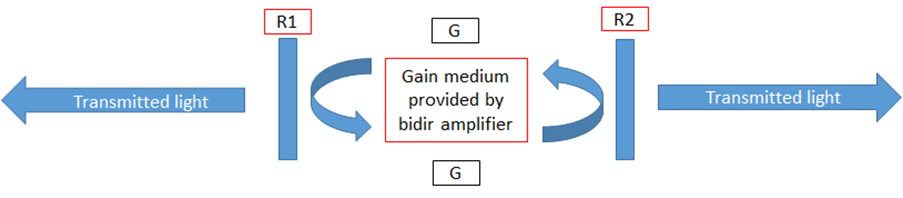 R1
G
R2
Transmitted light
Gain medium
provided by
bidir amplifier
Transmitted light
G